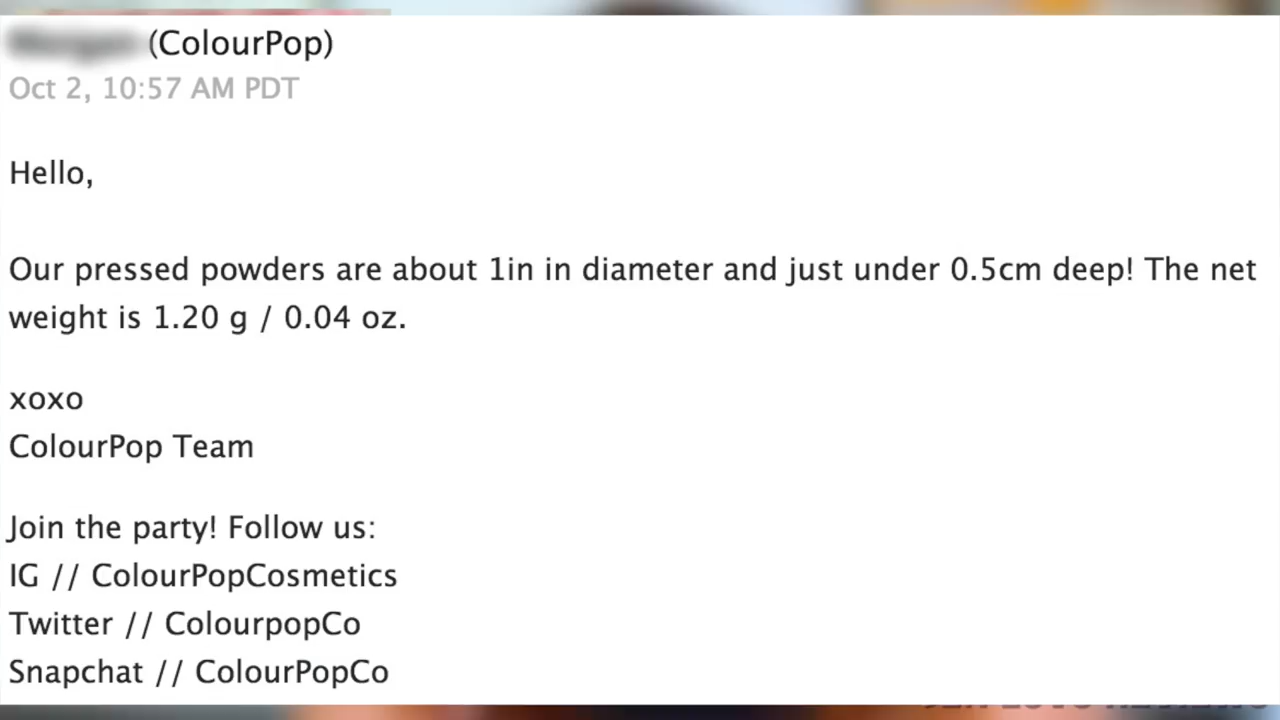 (ColourPop)
Oct 2, 10:57 AM PDT
Hello,
Our pressed powders are about 1in in diameter and just under 0.5cm deep! The net
weight is 1.20 g / 0.04 oz.
xoxo
ColourPop Team
Join the party! Follow us:
IG // ColourPopCosmetics
Twitter // ColourpopCo
Snapchat // ColourPopCo